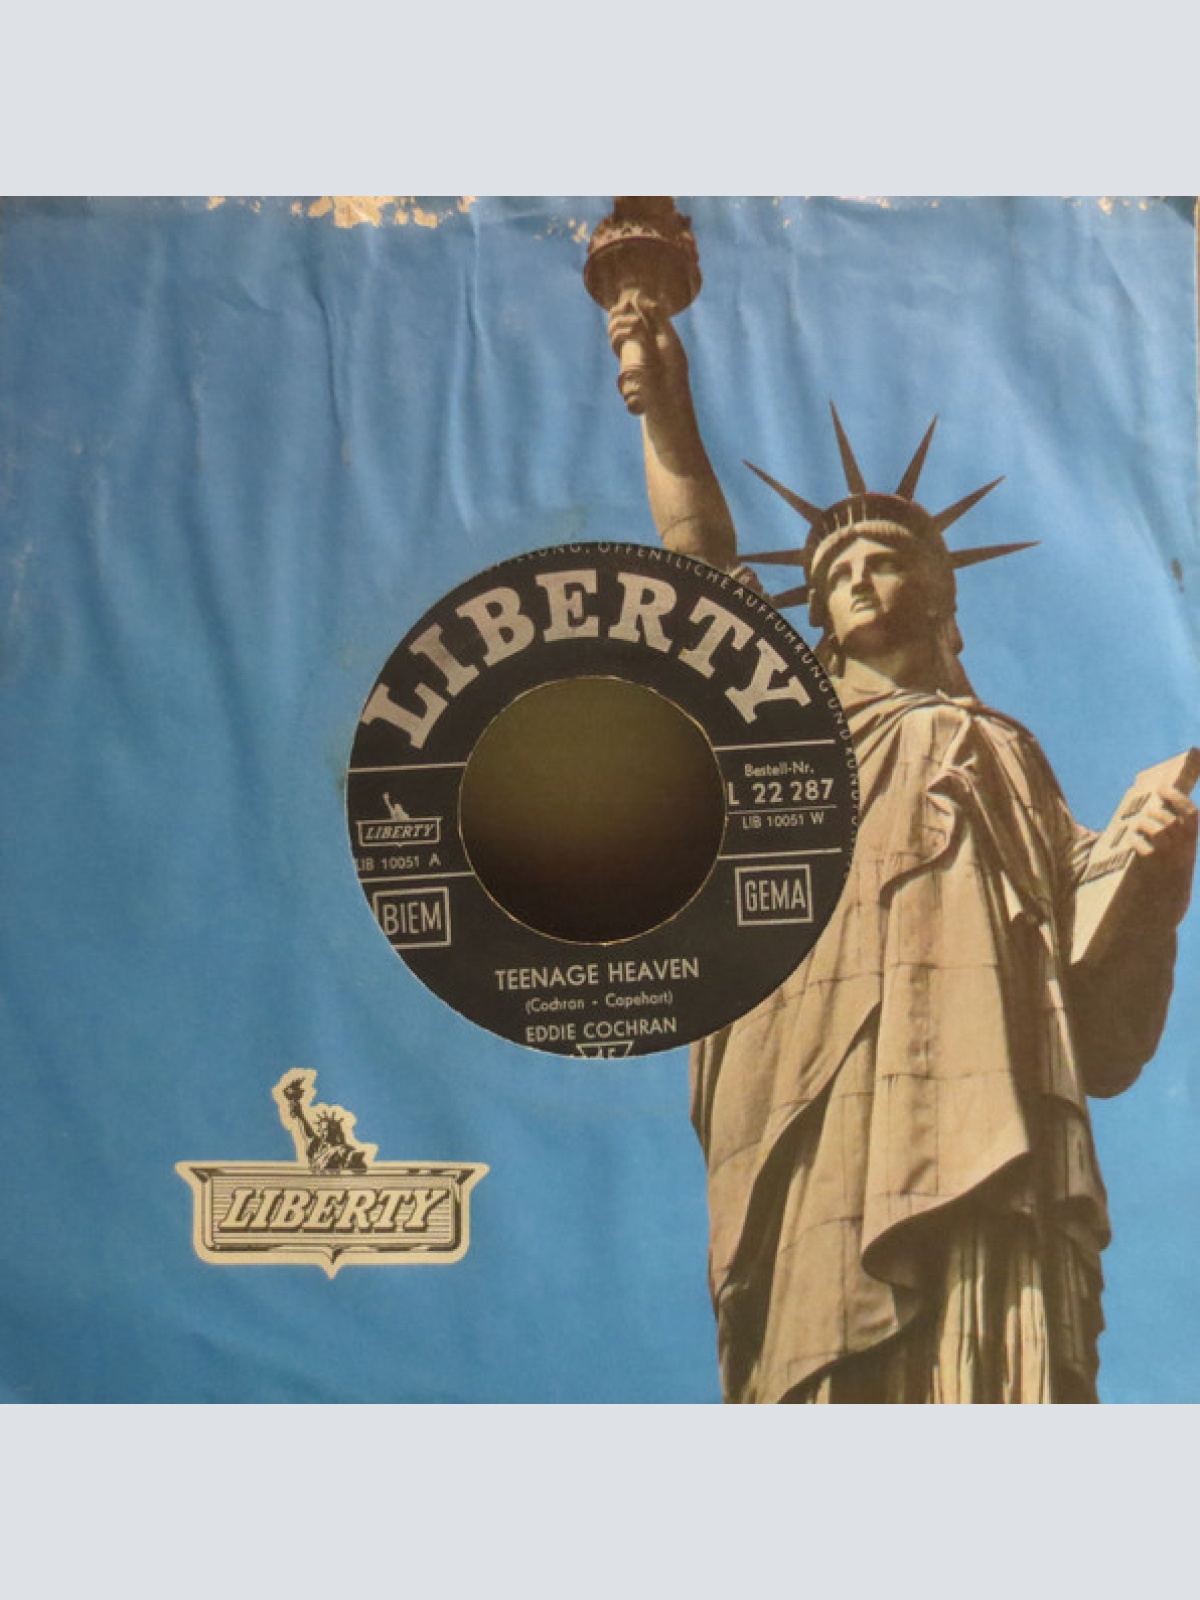 ÖFFENTLICHE AUFFÜHRUNG UND
LIBERTY
Bestell-Nr.
L 22 287
LIB 10051 W
LIBERTY
LIB 10051 A
BIEM
GEMA
TEENAGE HEAVEN
(Cochran - Capehart)
EDDIE COCHRAN
LIBERTY